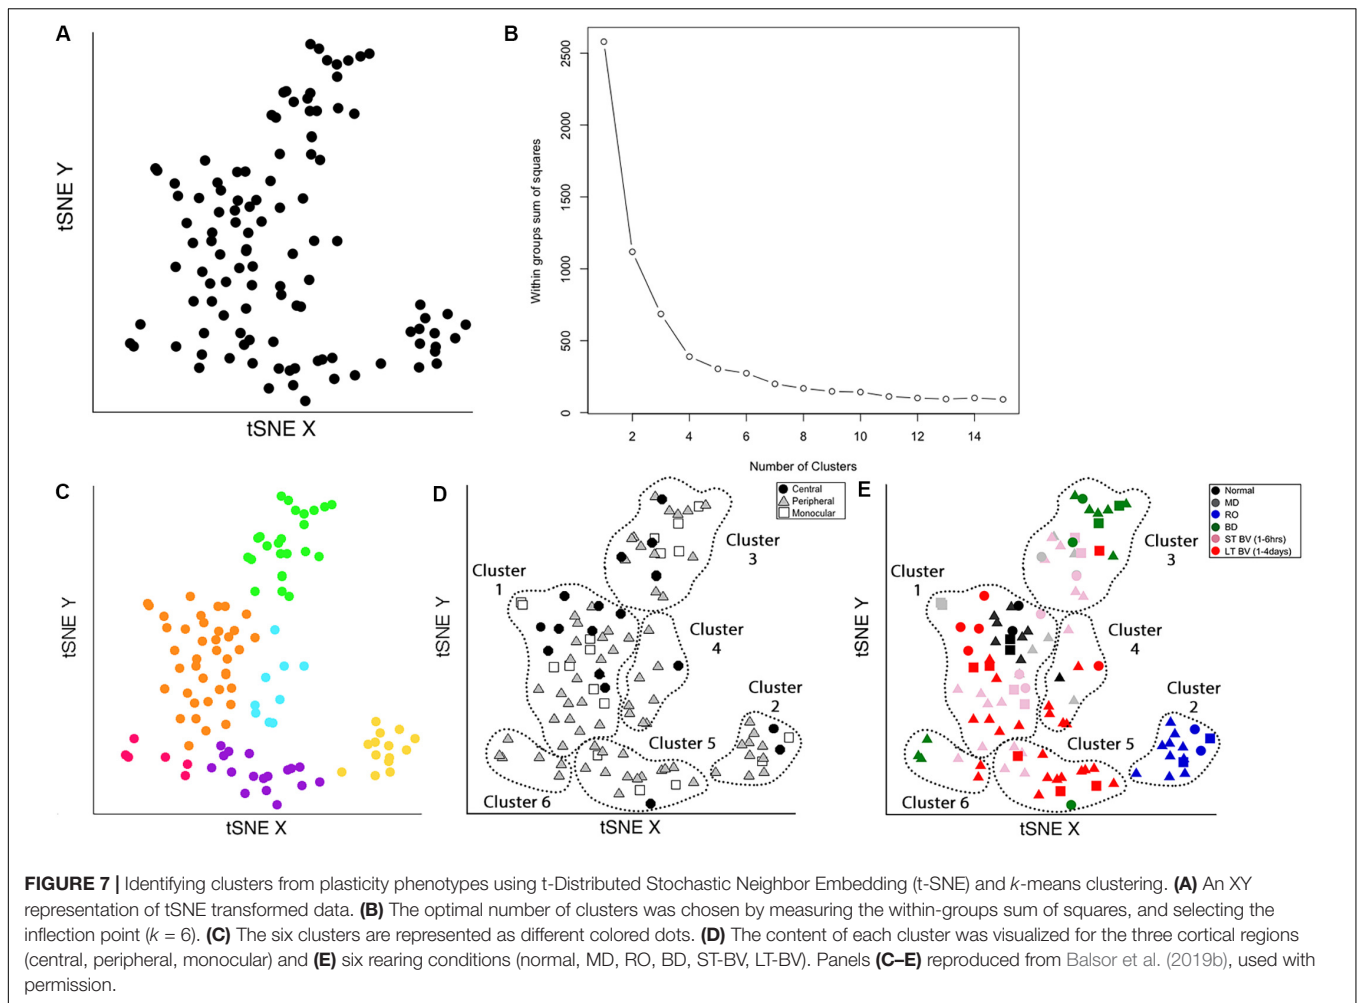 A
tSNE Y
tSNE X
B
Within groups sum of squares
2500
2000
1500
1000
500
0
2 4 6 8 10 12 14
Number of Clusters
C
tSNE Y
tSNE X
D
Central
Peripheral
Monocular
tSNE Y
Cluster
3
Cluster
1
Cluster
4
Cluster
2
Cluster 5
Cluster 6
tSNE X
E
Normal
MD
RO
BD
ST BV (1-6hrs)
LT BV (1-4days)
tSNE Y
Cluster
3
Cluster
1
Cluster
4
Cluster
2
Cluster 5
Cluster 6
tSNE X
FIGURE 7 | Identifying clusters from plasticity phenotypes using t-Distributed Stochastic Neighbor Embedding (t-SNE) and k-means clustering. (A) An XY
representation of tSNE transformed data. (B) The optimal number of clusters was chosen by measuring the within-groups sum of squares, and selecting the
inflection point (k = 6). (C) The six clusters are represented as different colored dots. (D) The content of each cluster was visualized for the three cortical regions
(central, peripheral, monocular) and (E) six rearing conditions (normal, MD, RO, BD, ST-BV, LT-BV). Panels (C–E) reproduced from Balsor et al. (2019b), used with
permission.